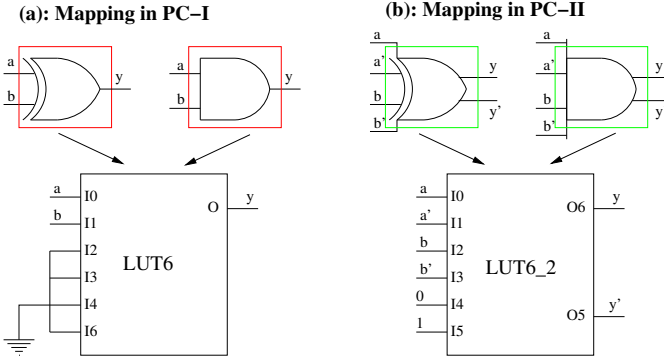 (a): Mapping in PC-I
(b): Mapping in PC-II
a
b
y
a
b
y
a
a'
b
b'
y
y'
a
a'
b
b'
y
y'
a
b
I0
I1
I2
I3
I4
I6
LUT6
O
y
a
a'
b
b'
0
1
I0
I1
I2
I3
I4
I5
LUT6_2
O6
O5
y
y'